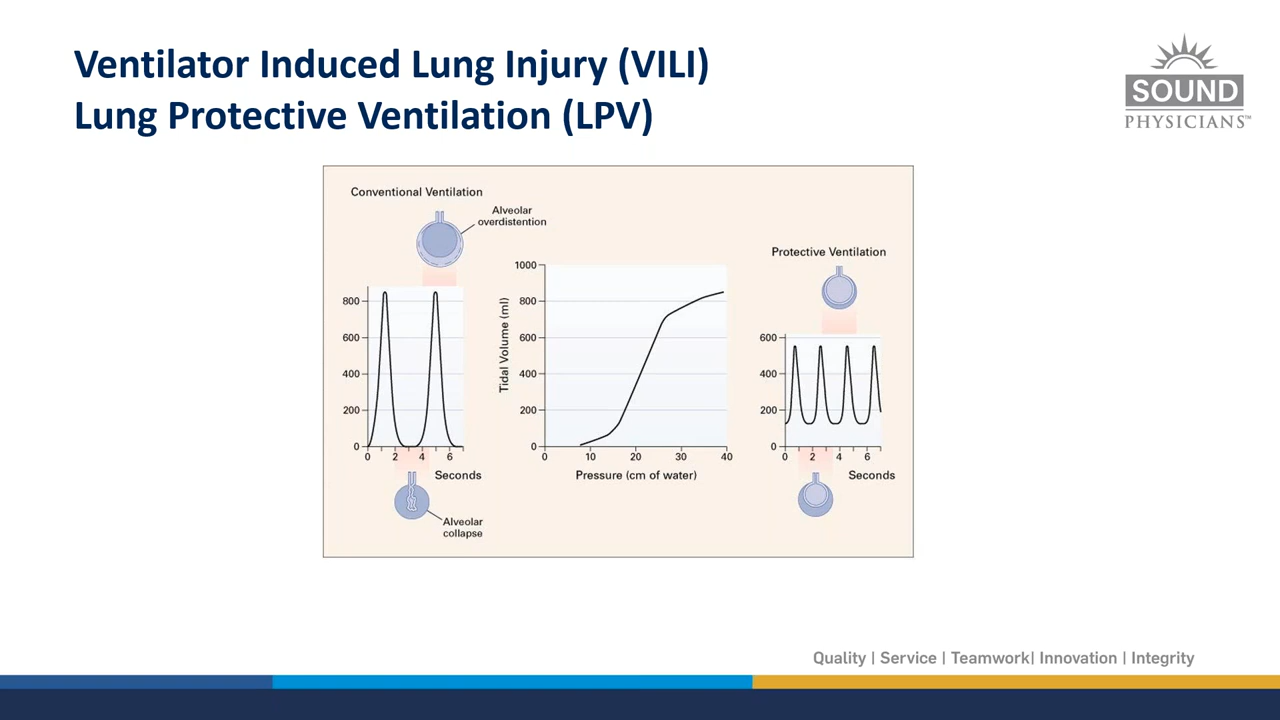 Ventilator Induced Lung Injury (VILI)
Lung Protective Ventilation (LPV)
SOUND
PHYSICIANS™
Conventional Ventilation
Alveolar
overdistention
800
600
400
200
0
0 2 4 6
Seconds
Alveolar
collapse
Tidal Volume (ml)
1000
800
600
400
200
0
0 10 20 30 40
Pressure (cm of water)
Protective Ventilation
600
400
200
0
0 2 4 6
Seconds
Quality | Service | Teamwork| Innovation | Integrity